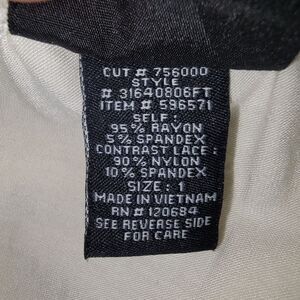 CUT # 756000
STYLE
# 31640806FT
ITEM # 596571
SELF :
95% RAYON
5% SPANDEX
CONTRAST LACE :
90% NYLON
10% SPANDEX
SIZE : 1
MADE IN VIETNAM
RN# 120684
SEE REVERSE SIDE
FOR CARE